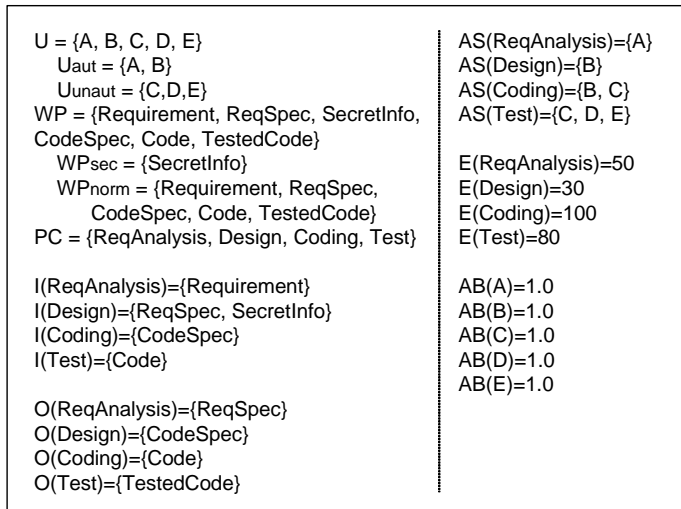 U = {A, B, C, D, E}
Uaut = {A, B}
Uunaut = {C,D,E}
WP = {Requirement, ReqSpec, SecretInfo,
CodeSpec, Code, TestedCode}
WPsec = {SecretInfo}
WPnorm = {Requirement, ReqSpec,
CodeSpec, Code, TestedCode}
PC = {ReqAnalysis, Design, Coding, Test}
I(ReqAnalysis)={Requirement}
I(Design)={ReqSpec, SecretInfo}
I(Coding)={CodeSpec}
I(Test)={Code}
O(ReqAnalysis)={ReqSpec}
O(Design)={CodeSpec}
O(Coding)={Code}
O(Test)={TestedCode}
AS(ReqAnalysis)={A}
AS(Design)={B}
AS(Coding)={B, C}
AS(Test)={C, D, E}
E(ReqAnalysis)=50
E(Design)=30
E(Coding)=100
E(Test)=80
AB(A)=1.0
AB(B)=1.0
AB(C)=1.0
AB(D)=1.0
AB(E)=1.0